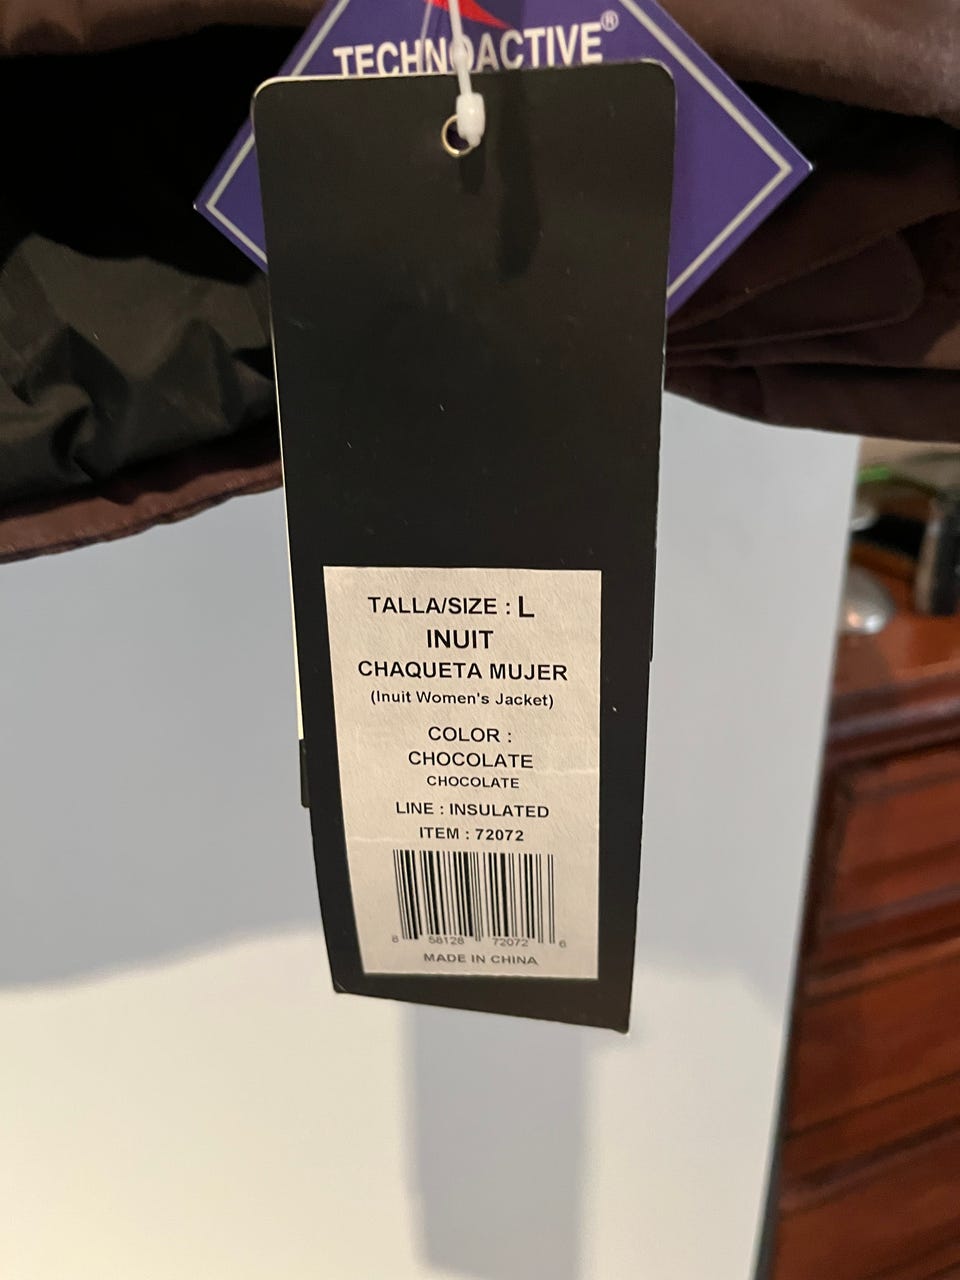 TECHNOACTIVE®
TALLA/SIZE : L
INUIT
CHAQUETA MUJER
(Inuit Women's Jacket)
COLOR :
CHOCOLATE
CHOCOLATE
LINE : INSULATED
ITEM : 72072
8 58128 72072 6
MADE IN CHINA